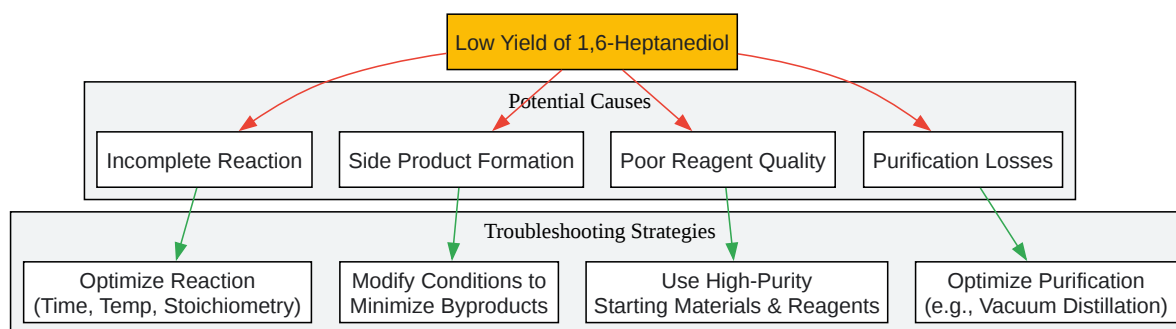 Low Yield of 1,6-Heptanediol
Potential Causes
Incomplete Reaction
Side Product Formation
Poor Reagent Quality
Purification Losses
Troubleshooting Strategies
Optimize Reaction
(Time, Temp, Stoichiometry)
Modify Conditions to
Minimize Byproducts
Use High-Purity
Starting Materials & Reagents
Optimize Purification
(e.g., Vacuum Distillation)